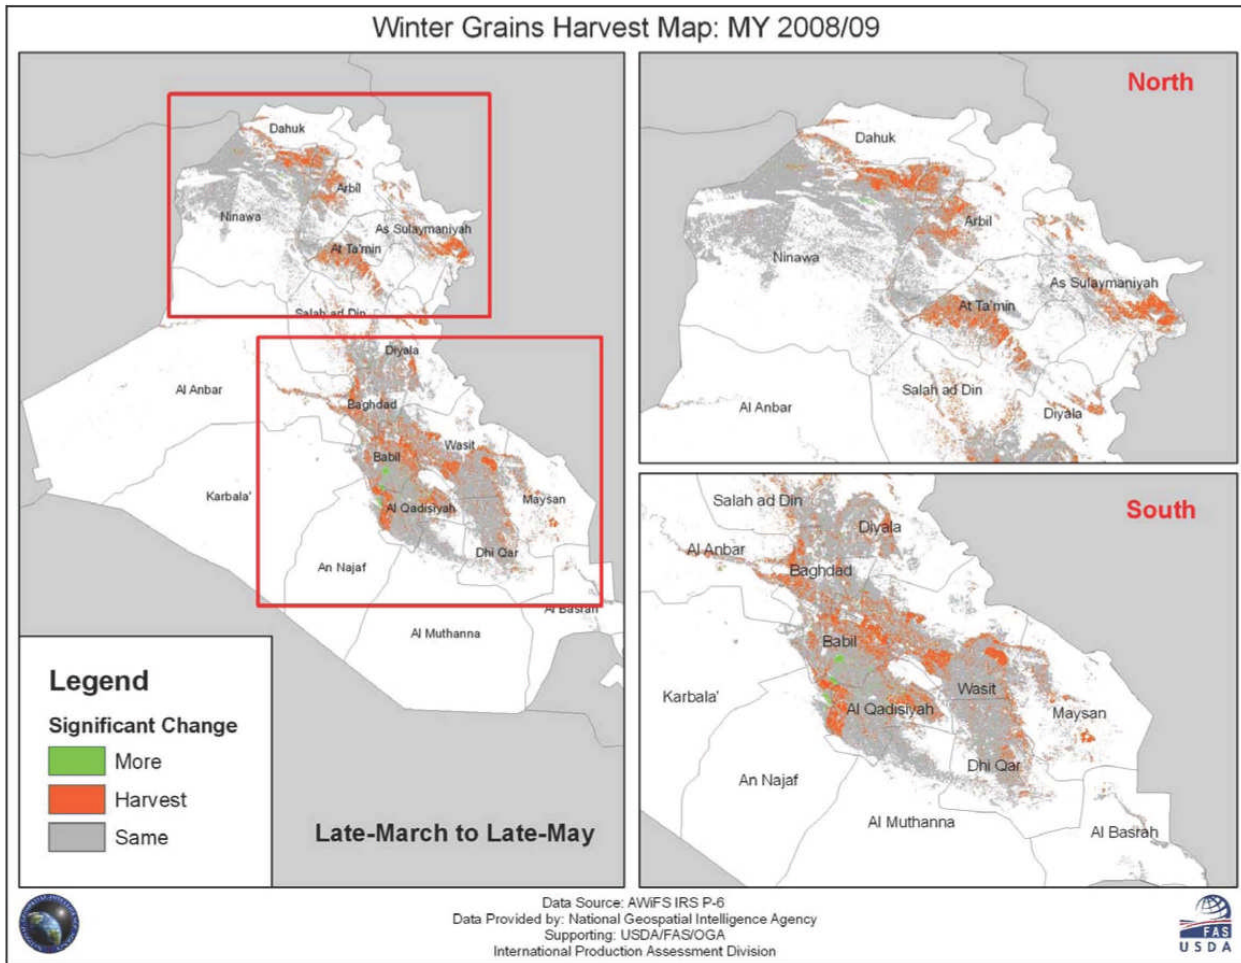 Winter Grains Harvest Map: MY 2008/09
Dahuk
Arbil
Ninawa
As Sulaymaniyah
At Ta'min
Salah ad Din
Diyala
Al Anbar
Baghdad
Wasit
Babil
Karbala'
Al Qadisiyah
Maysan
Dhi Qar
An Najaf
Al Basrah
Al Muthanna
Legend
Significant Change
More
Harvest
Same
Late-March to Late-May
North
Dahuk
Arbil
Ninawa
As Sulaymaniyah
At Ta'min
Salah ad Din
Al Anbar
Diyala
South
Salah ad Din
Diyala
Al Anbar
Baghdad
Babil
Karbala'
Wasit
Al Qadisiyah
Maysan
Dhi Qar
An Najaf
Al Muthanna
Al Basrah
Data Source: AWiFS IRS P-6
Data Provided by: National Geospatial Intelligence Agency
Supporting: USDA/FAS/OGA
International Production Assessment Division
FAS
USDA